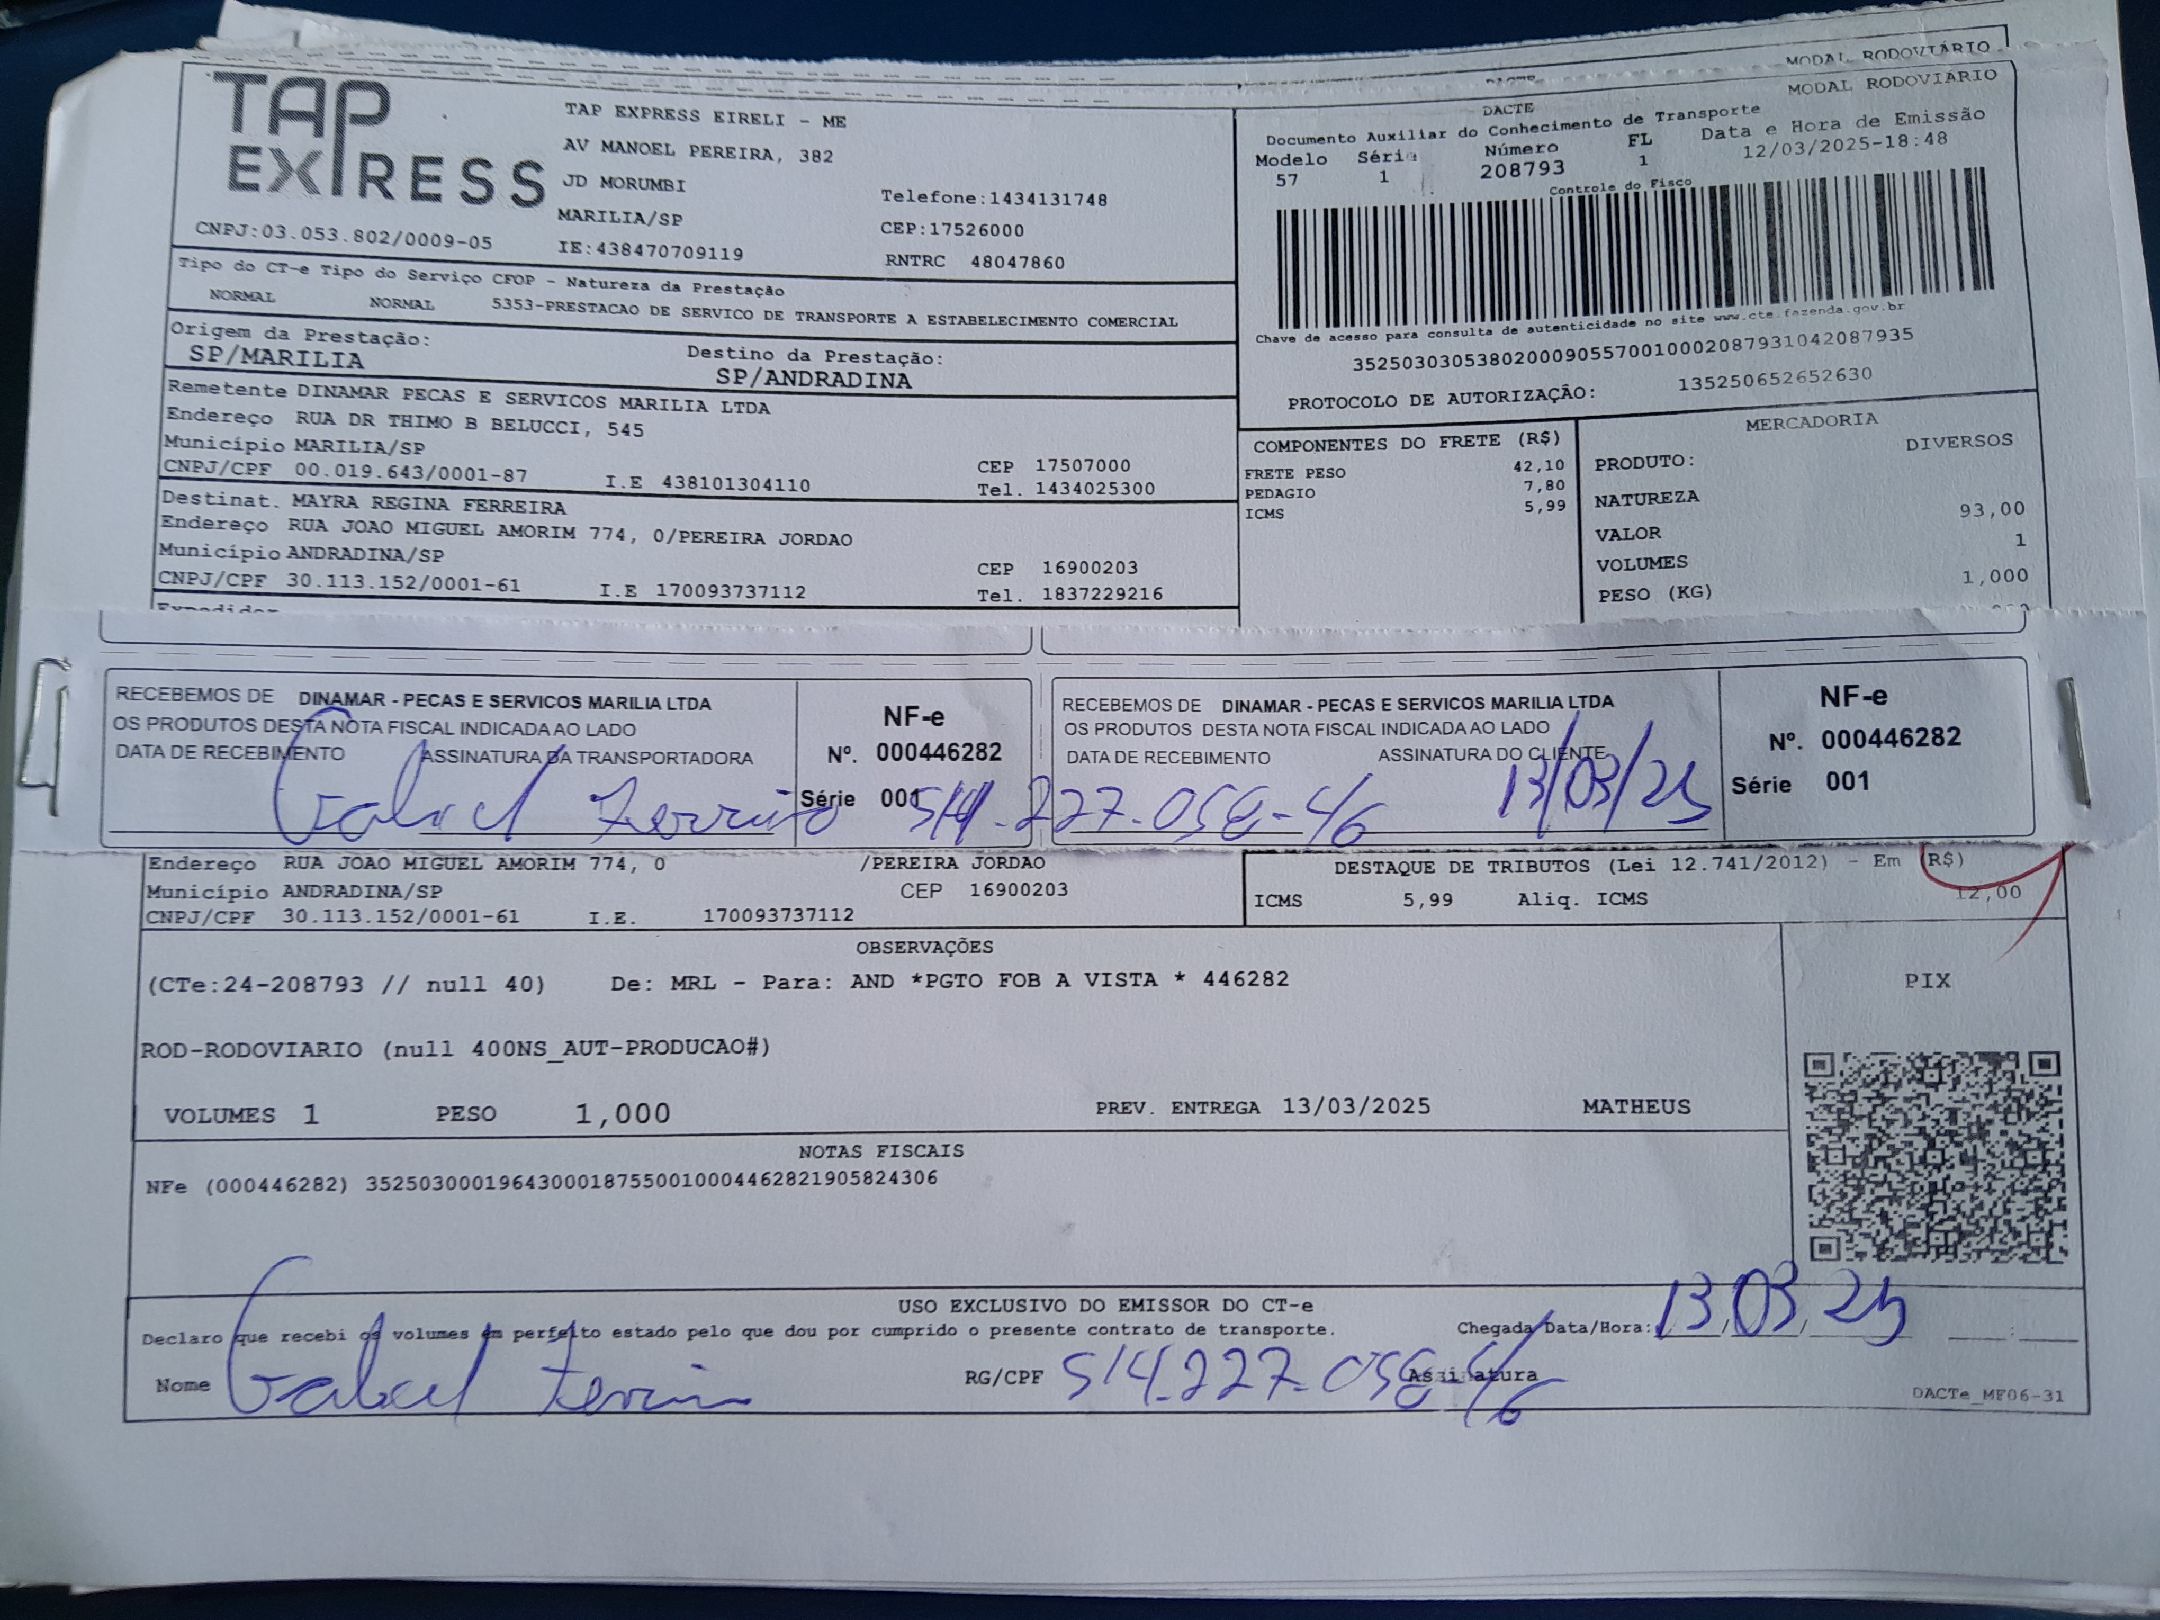 MODAL RODOVIÁRIO
MODAL RODOVIÁRIO
TAP
EXPRESS
TAP EXPRESS EIRELI - ME
AV MANOEL PEREIRA, 382
JD MORUMBI
MARILIA/SP
Telefone:1434131748
CEP:17526000
CNPJ:03.053.802/0009-05
IE:438470709119
RNTRC 48047860
DACTE
Documento Auxiliar do Conhecimento de Transporte
Modelo Série Número FL Data e Hora de Emissão
57 1 208793 1 12/03/2025-18:48
Controle do Fisco
Chave de acesso para consulta de autenticidade no site www.cte.fazenda.gov.br
35250303053802000905570010002087931042087935
PROTOCOLO DE AUTORIZAÇÃO: 135250652652630
Tipo do CT-e Tipo do Serviço CFOP - Natureza da Prestação
NORMAL NORMAL 5353-PRESTACAO DE SERVICO DE TRANSPORTE A ESTABELECIMENTO COMERCIAL
Origem da Prestação: Destino da Prestação:
SP/MARILIA SP/ANDRADINA
Remetente DINAMAR PECAS E SERVICOS MARILIA LTDA
Endereço RUA DR THIMO B BELUCCI, 545
Município MARILIA/SP CEP 17507000
CNPJ/CPF 00.019.643/0001-87 I.E 438101304110 Tel. 1434025300
Destinat. MAYRA REGINA FERREIRA
Endereço RUA JOAO MIGUEL AMORIM 774, 0/PEREIRA JORDAO
Município ANDRADINA/SP CEP 16900203
CNPJ/CPF 30.113.152/0001-61 I.E 170093737112 Tel. 1837229216
COMPONENTES DO FRETE (R$)
FRETE PESO 42,10
PEDAGIO 7,80
ICMS 5,99
MERCADORIA
PRODUTO: DIVERSOS
NATUREZA
VALOR 93,00
VOLUMES 1
PESO (KG) 1,000
RECEBEMOS DE DINAMAR - PECAS E SERVICOS MARILIA LTDA
OS PRODUTOS DESTA NOTA FISCAL INDICADA AO LADO
DATA DE RECEBIMENTO ASSINATURA DA TRANSPORTADORA
NF-e
Nº. 000446282
Série 001
RECEBEMOS DE DINAMAR - PECAS E SERVICOS MARILIA LTDA
OS PRODUTOS DESTA NOTA FISCAL INDICADA AO LADO
DATA DE RECEBIMENTO ASSINATURA DO CLIENTE
NF-e
Nº. 000446282
Série 001
Gabriel 514.227.058-46 13/03/25
Endereço RUA JOAO MIGUEL AMORIM 774, 0 /PEREIRA JORDAO
Município ANDRADINA/SP CEP 16900203
CNPJ/CPF 30.113.152/0001-61 I.E. 170093737112
DESTAQUE DE TRIBUTOS (Lei 12.741/2012) - Em (R$)
ICMS 5,99 Aliq. ICMS 12,00
OBSERVAÇÕES
(CTe:24-208793 // null 40) De: MRL - Para: AND *PGTO FOB A VISTA * 446282
ROD-RODOVIARIO (null 400NS_AUT-PRODUCAO#)
VOLUMES 1 PESO 1,000 PREV. ENTREGA 13/03/2025 MATHEUS
PIX
NOTAS FISCAIS
NFe (000446282) 35250300019643000187550010004462821905824306
USO EXCLUSIVO DO EMISSOR DO CT-e
Declaro que recebi os volumes em perfeito estado pelo que dou por cumprido o presente contrato de transporte.
Chegada Data/Hora: 13/03/25
Nome Gabriel RG/CPF 514.227.058-46 Assinatura
DACTe_MF06-31